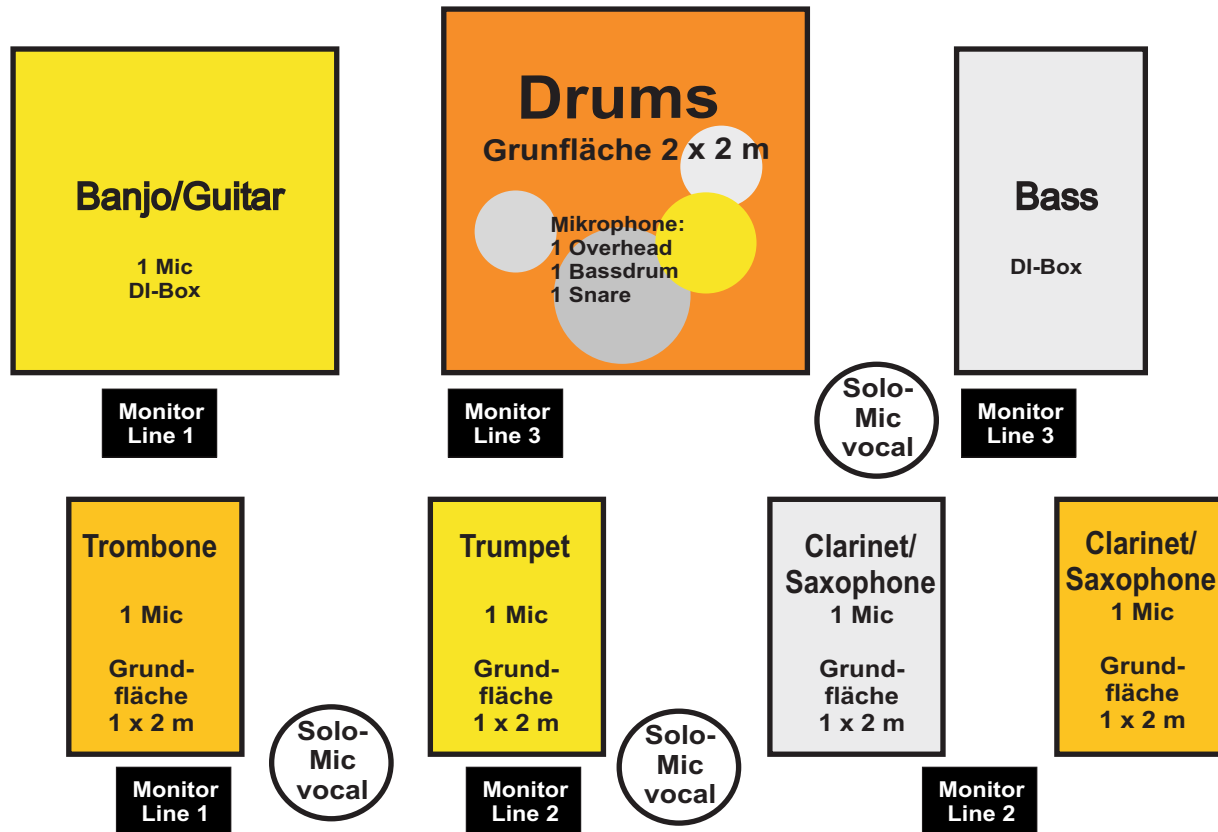 Banjo/Guitar
1 Mic
DI-Box
Drums
Grunfläche 2 x 2 m
Mikrophone:
1 Overhead
1 Bassdrum
1 Snare
Bass
DI-Box
Monitor
Line 1
Monitor
Line 3
Solo-
Mic
vocal
Monitor
Line 3
Trombone
1 Mic
Grund-
fläche
1 x 2 m
Trumpet
1 Mic
Grund-
fläche
1 x 2 m
Clarinet/
Saxophone
1 Mic
Grund-
fläche
1 x 2 m
Clarinet/
Saxophone
1 Mic
Grund-
fläche
1 x 2 m
Monitor
Line 1
Solo-
Mic
vocal
Monitor
Line 2
Solo-
Mic
vocal
Monitor
Line 2